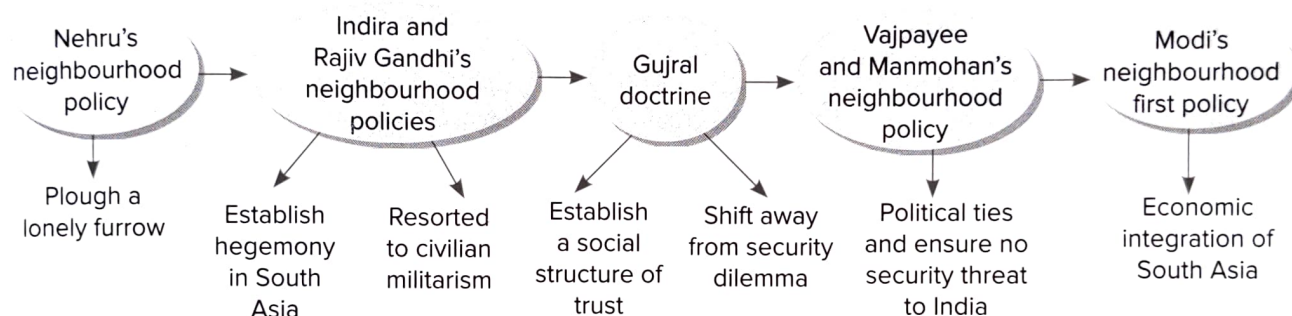 Nehru's
neighbourhood
policy
Indira and
Rajiv Gandhi's
neighbourhood
policies
Gujral
doctrine
Vajpayee
and Manmohan's
neighbourhood
policy
Modi's
neighbourhood
first policy
Plough a
lonely furrow
Establish
hegemony
in South
Asia
Resorted
to civilian
militarism
Establish
a social
structure of
trust
Shift away
from security
dilemma
Political ties
and ensure no
security threat
to India
Economic
integration of
South Asia